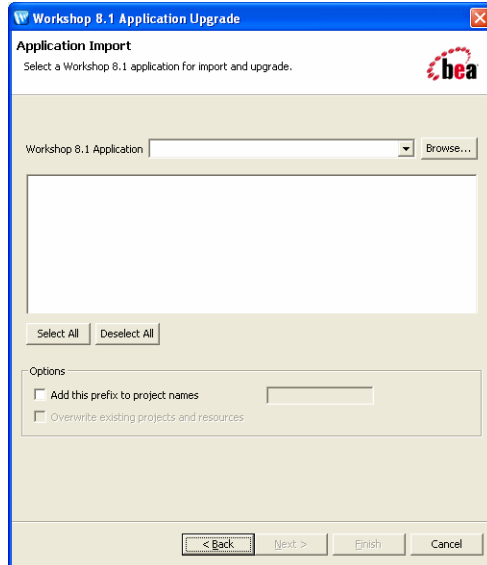 Workshop 8.1 Application Upgrade
Application Import
Select a Workshop 8.1 application for import and upgrade.
bea
Workshop 8.1 Application
Browse...
Select All Deselect All
Options
Add this prefix to project names
Overwrite existing projects and resources
< Back Next > Finish Cancel